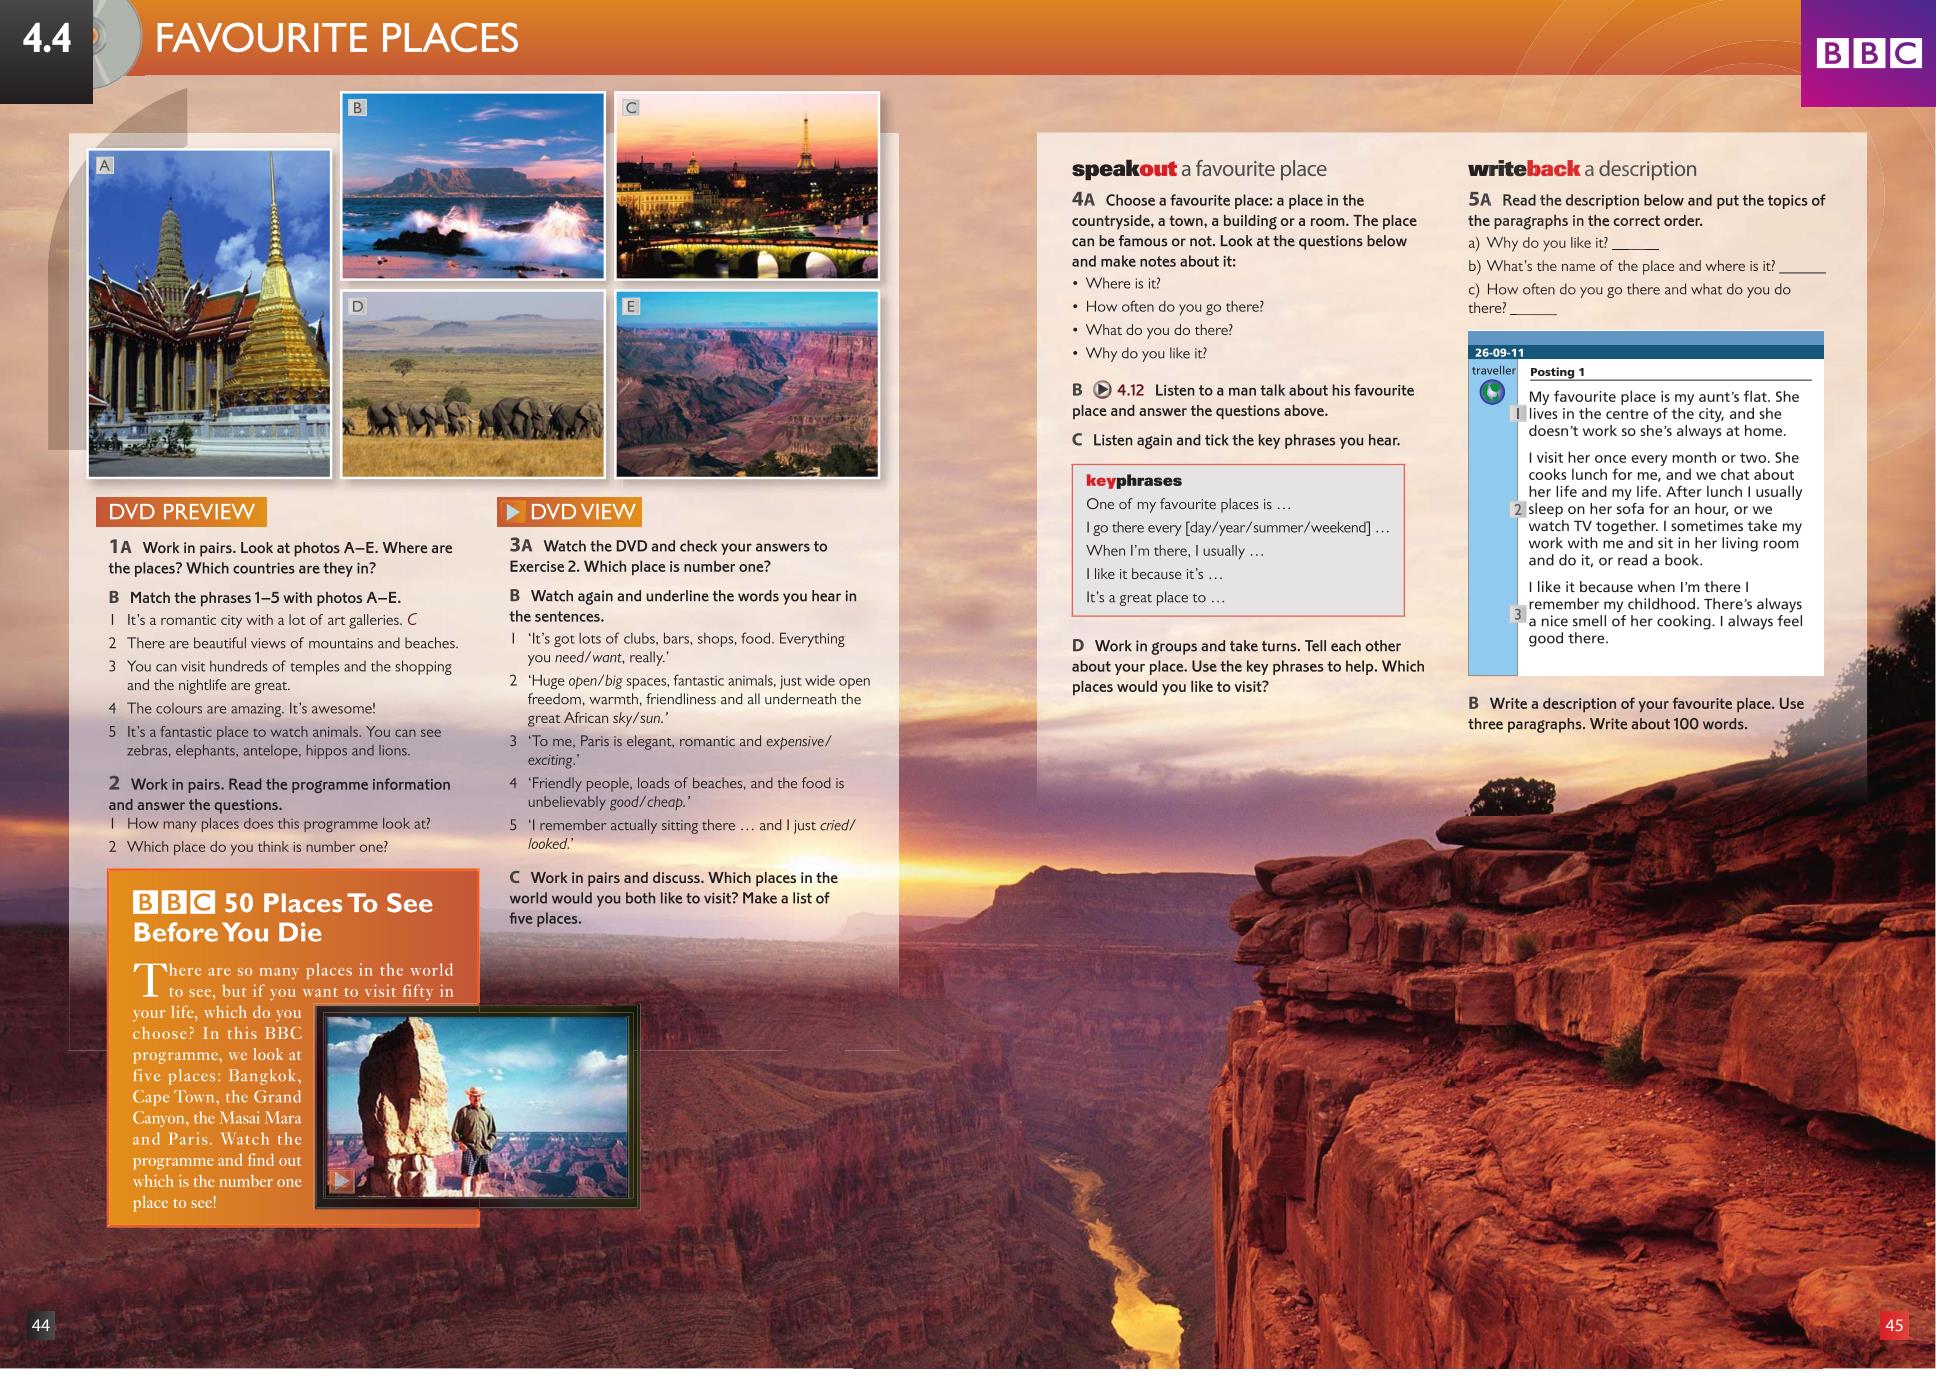 4.4
FAVOURITE PLACES
BBC
A
B
C
D
E
DVD PREVIEW
1A Work in pairs. Look at photos A–E. Where are
the places? Which countries are they in?
B Match the phrases 1–5 with photos A–E.
1 It's a romantic city with a lot of art galleries. C
2 There are beautiful views of mountains and beaches.
3 You can visit hundreds of temples and the shopping
and the nightlife are great.
4 The colours are amazing. It's awesome!
5 It's a fantastic place to watch animals. You can see
zebras, elephants, antelope, hippos and lions.
2 Work in pairs. Read the programme information
and answer the questions.
1 How many places does this programme look at?
2 Which place do you think is number one?
BBC 50 Places To See
Before You Die
There are so many places in the world
to see, but if you want to visit fifty in
your life, which do you
choose? In this BBC
programme, we look at
five places: Bangkok,
Cape Town, the Grand
Canyon, the Masai Mara
and Paris. Watch the
programme and find out
which is the number one
place to see!
DVD VIEW
3A Watch the DVD and check your answers to
Exercise 2. Which place is number one?
B Watch again and underline the words you hear in
the sentences.
1 'It's got lots of clubs, bars, shops, food. Everything
you need/want, really.'
2 'Huge open/big spaces, fantastic animals, just wide open
freedom, warmth, friendliness and all underneath the
great African sky/sun.'
3 'To me, Paris is elegant, romantic and expensive/
exciting.'
4 'Friendly people, loads of beaches, and the food is
unbelievably good/cheap.'
5 'I remember actually sitting there … and I just cried/
looked.'
C Work in pairs and discuss. Which places in the
world would you both like to visit? Make a list of
five places.
44
speakout a favourite place
4A Choose a favourite place: a place in the
countryside, a town, a building or a room. The place
can be famous or not. Look at the questions below
and make notes about it:
• Where is it?
• How often do you go there?
• What do you do there?
• Why do you like it?
B 4.12 Listen to a man talk about his favourite
place and answer the questions above.
C Listen again and tick the key phrases you hear.
keyphrases
One of my favourite places is …
I go there every [day/year/summer/weekend] …
When I'm there, I usually …
I like it because it's …
It's a great place to …
D Work in groups and take turns. Tell each other
about your place. Use the key phrases to help. Which
places would you like to visit?
writeback a description
5A Read the description below and put the topics of
the paragraphs in the correct order.
a) Why do you like it? ______
b) What's the name of the place and where is it? ______
c) How often do you go there and what do you do
there? ______
26-09-11
traveller
Posting 1
My favourite place is my aunt's flat. She
1 lives in the centre of the city, and she
doesn't work so she's always at home.
I visit her once every month or two. She
cooks lunch for me, and we chat about
her life and my life. After lunch I usually
2 sleep on her sofa for an hour, or we
watch TV together. I sometimes take my
work with me and sit in her living room
and do it, or read a book.
I like it because when I'm there I
remember my childhood. There's always
3 a nice smell of her cooking. I always feel
good there.
B Write a description of your favourite place. Use
three paragraphs. Write about 100 words.
45